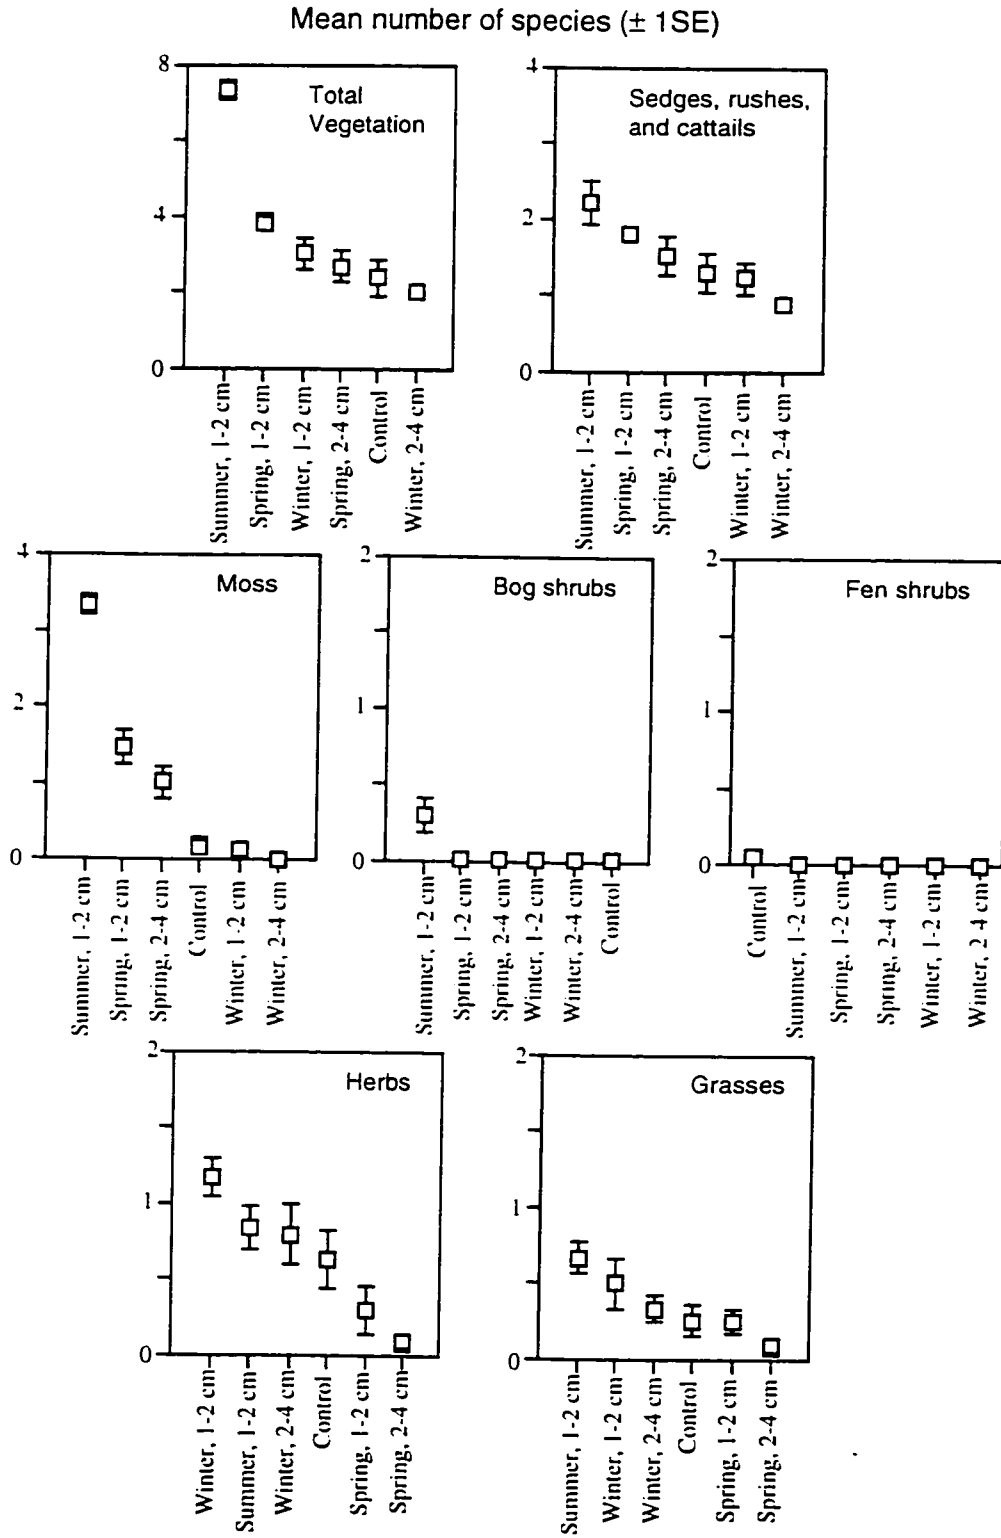 Mean number of species (± 1SE)
8
4
0
Total
Vegetation
Summer, 1-2 cm
Spring, 1-2 cm
Winter, 1-2 cm
Spring, 2-4 cm
Control
Winter, 2-4 cm
4
2
0
Sedges, rushes,
and cattails
Summer, 1-2 cm
Spring, 1-2 cm
Spring, 2-4 cm
Control
Winter, 1-2 cm
Winter, 2-4 cm
4
2
0
Moss
Summer, 1-2 cm
Spring, 1-2 cm
Spring, 2-4 cm
Control
Winter, 1-2 cm
Winter, 2-4 cm
2
1
0
Bog shrubs
Summer, 1-2 cm
Spring, 1-2 cm
Spring, 2-4 cm
Winter, 1-2 cm
Winter, 2-4 cm
Control
2
1
0
Fen shrubs
Control
Summer, 1-2 cm
Spring, 1-2 cm
Spring, 2-4 cm
Winter, 1-2 cm
Winter, 2-4 cm
2
1
0
Herbs
Winter, 1-2 cm
Summer, 1-2 cm
Winter, 2-4 cm
Control
Spring, 1-2 cm
Spring, 2-4 cm
2
1
0
Grasses
Summer, 1-2 cm
Winter, 1-2 cm
Winter, 2-4 cm
Control
Spring, 1-2 cm
Spring, 2-4 cm